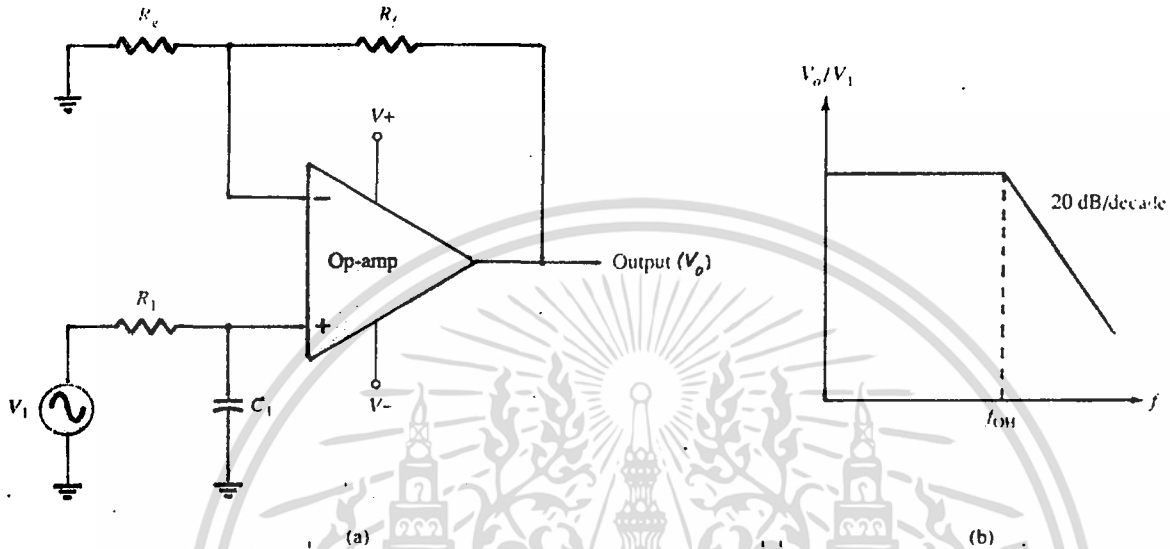 R_e
R_f
V+
−
Op-amp
Output (V_o)
R_1
+
V_1
C_1
V−
(a)
V_o/V_1
20 dB/decade
f
f_OH
(b)